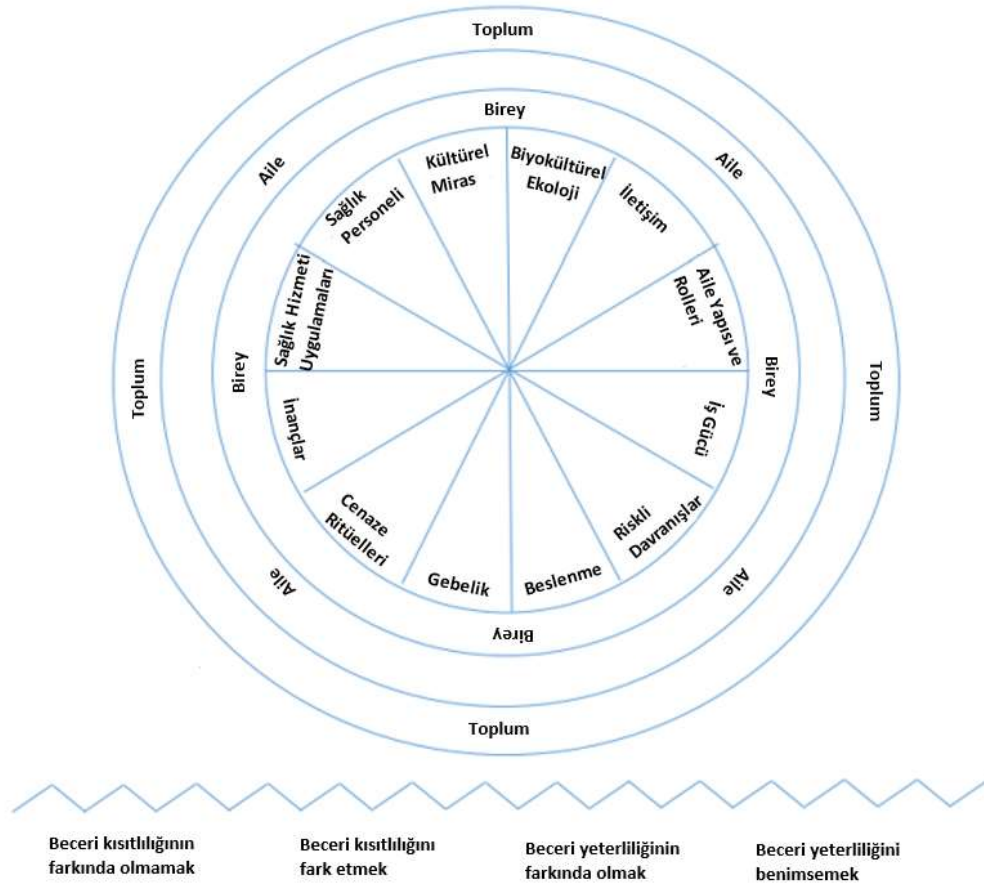 Toplum
Birey
Aile
Aile
Kültürel
Miras
Biyokültürel
Ekoloji
Sağlık
Personeli
İletişim
Sağlık Hizmeti
Uygulamaları
Aile Yapısı ve
Rolleri
Toplum
Birey
Birey
Toplum
İnançlar
İş Gücü
Cenaze
Ritüelleri
Riskli
Davranışlar
Gebelik
Beslenme
Aile
Aile
Birey
Toplum
Beceri kısıtlılığının
farkında olmamak
Beceri kısıtlılığını
fark etmek
Beceri yeterliliğinin
farkında olmak
Beceri yeterliliğini
benimsemek